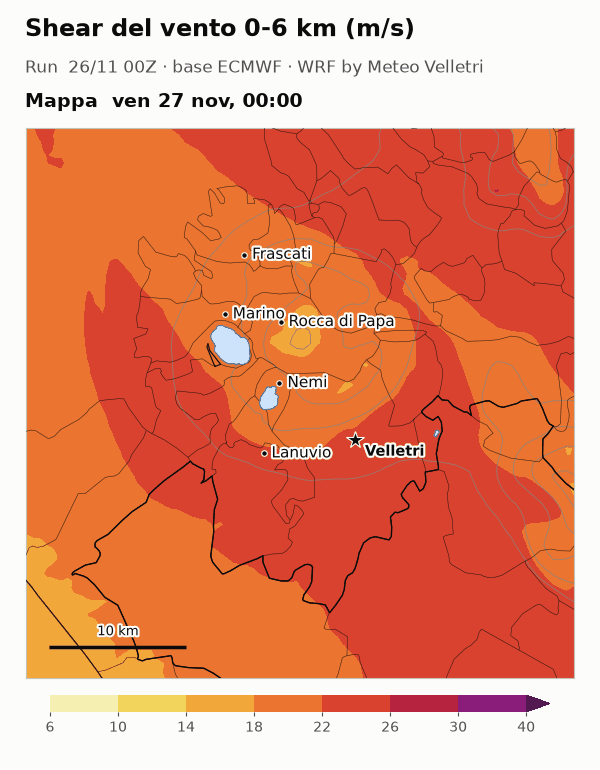 Shear del vento 0-6 km (m/s)
Run  26/11 00Z · base ECMWF · WRF by Meteo Velletri
Mappa  ven 27 nov, 00:00
Frascati
Marino
Rocca di Papa
Nemi
Velletri
Lanuvio
10 km
6 10 14 18 22 26 30 40